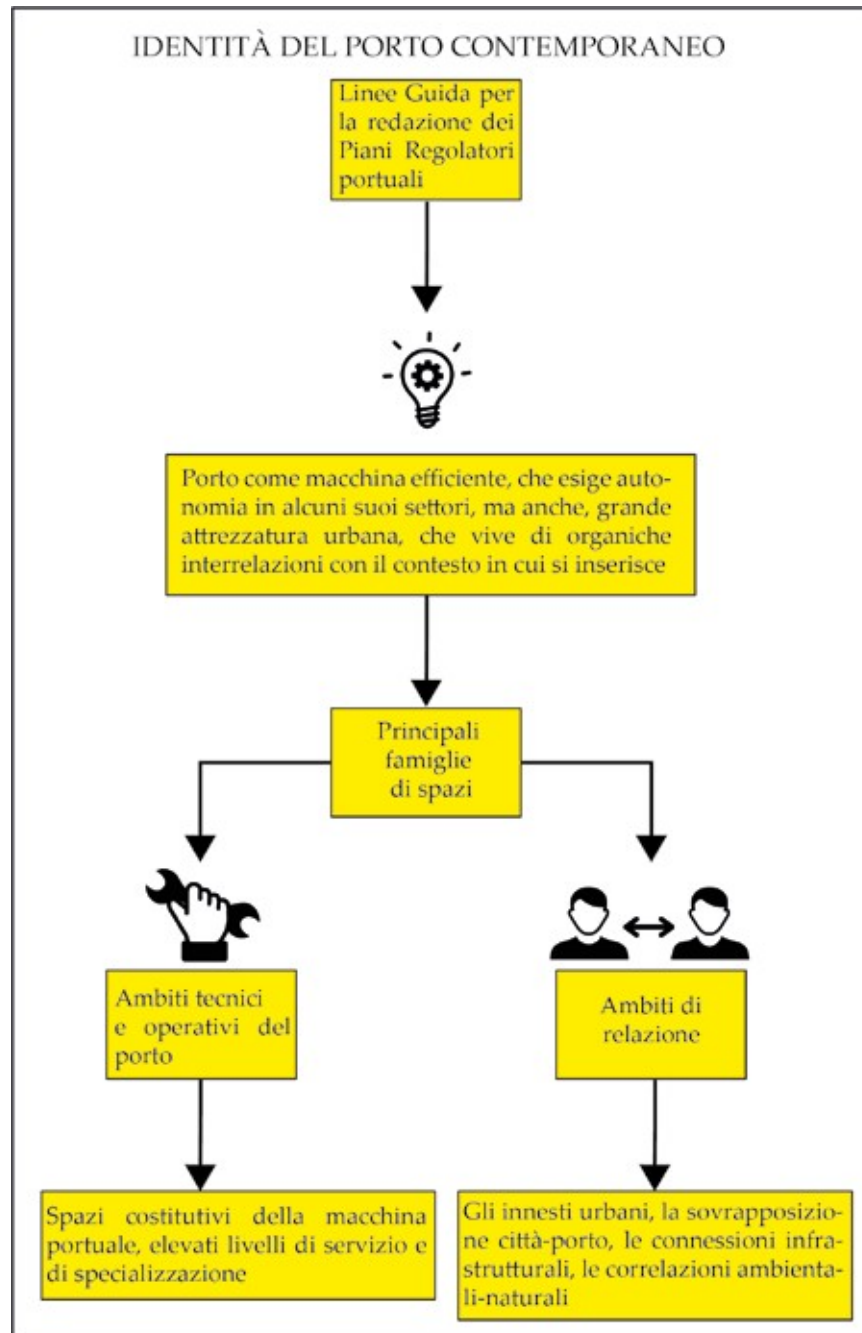 IDENTITÀ DEL PORTO CONTEMPORANEO
Linee Guida per
la redazione dei
Piani Regolatori
portuali
Porto come macchina efficiente, che esige auto-
nomia in alcuni suoi settori, ma anche, grande
attrezzatura urbana, che vive di organiche
interrelazioni con il contesto in cui si inserisce
Principali
famiglie
di spazi
Ambiti tecnici
e operativi del
porto
Ambiti di
relazione
Spazi costitutivi della macchina
portuale, elevati livelli di servizio e
di specializzazione
Gli innesti urbani, la sovrapposizio-
ne città-porto, le connessioni infra-
strutturali, le correlazioni ambienta-
li-naturali